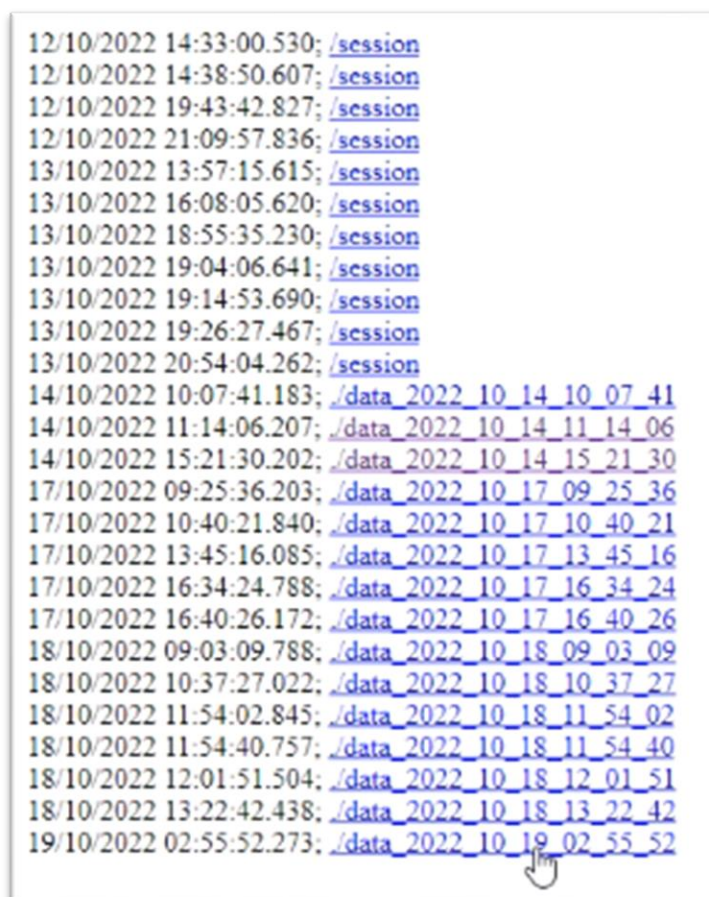 12/10/2022 14:33:00.530; /session
12/10/2022 14:38:50.607; /session
12/10/2022 19:43:42.827; /session
12/10/2022 21:09:57.836; /session
13/10/2022 13:57:15.615; /session
13/10/2022 16:08:05.620; /session
13/10/2022 18:55:35.230; /session
13/10/2022 19:04:06.641; /session
13/10/2022 19:14:53.690; /session
13/10/2022 19:26:27.467; /session
13/10/2022 20:54:04.262; /session
14/10/2022 10:07:41.183; ./data_2022_10_14_10_07_41
14/10/2022 11:14:06.207; ./data_2022_10_14_11_14_06
14/10/2022 15:21:30.202; ./data_2022_10_14_15_21_30
17/10/2022 09:25:36.203; ./data_2022_10_17_09_25_36
17/10/2022 10:40:21.840; ./data_2022_10_17_10_40_21
17/10/2022 13:45:16.085; ./data_2022_10_17_13_45_16
17/10/2022 16:34:24.788; ./data_2022_10_17_16_34_24
17/10/2022 16:40:26.172; ./data_2022_10_17_16_40_26
18/10/2022 09:03:09.788; ./data_2022_10_18_09_03_09
18/10/2022 10:37:27.022; ./data_2022_10_18_10_37_27
18/10/2022 11:54:02.845; ./data_2022_10_18_11_54_02
18/10/2022 11:54:40.757; ./data_2022_10_18_11_54_40
18/10/2022 12:01:51.504; ./data_2022_10_18_12_01_51
18/10/2022 13:22:42.438; ./data_2022_10_18_13_22_42
19/10/2022 02:55:52.273; ./data_2022_10_19_02_55_52